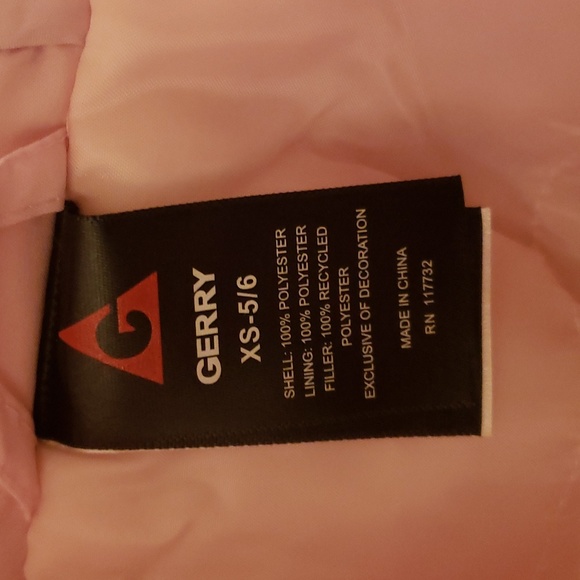 G
GERRY
XS-5/6
SHELL: 100% POLYESTER
LINING: 100% POLYESTER
FILLER: 100% RECYCLED
POLYESTER
EXCLUSIVE OF DECORATION
MADE IN CHINA
RN 117732